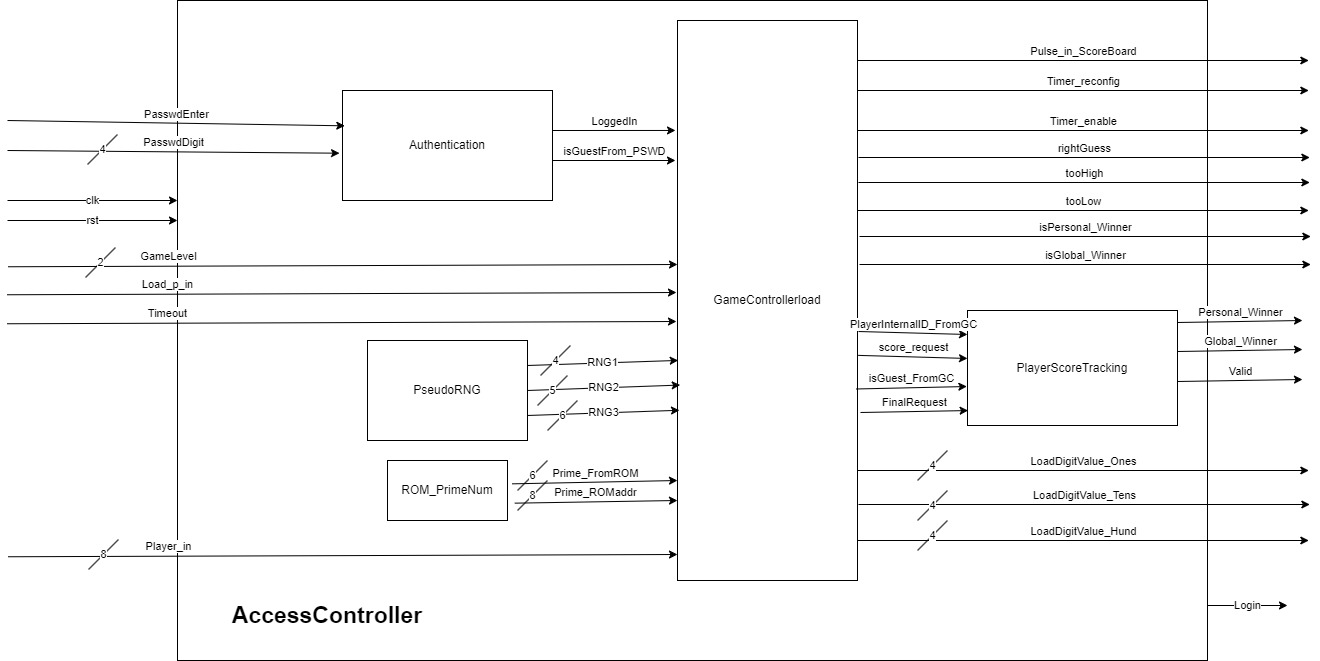 Pulse_in_ScoreBoard
Timer_reconfig
PasswdEnter
Authentication
LoggedIn
Timer_enable
4
PasswdDigit
isGuestFrom_PSWD
rightGuess
tooHigh
clk
tooLow
rst
isPersonal_Winner
2
GameLevel
isGlobal_Winner
Load_p_in
GameControllerload
Timeout
PlayerInternalID_FromGC
Personal_Winner
score_request
Global_Winner
PseudoRNG
4
RNG1
5
RNG2
6
RNG3
isGuest_FromGC
PlayerScoreTracking
Valid
FinalRequest
ROM_PrimeNum
6
Prime_FromROM
8
Prime_ROMaddr
4
LoadDigitValue_Ones
4
LoadDigitValue_Tens
4
LoadDigitValue_Hund
8
Player_in
AccessController
Login